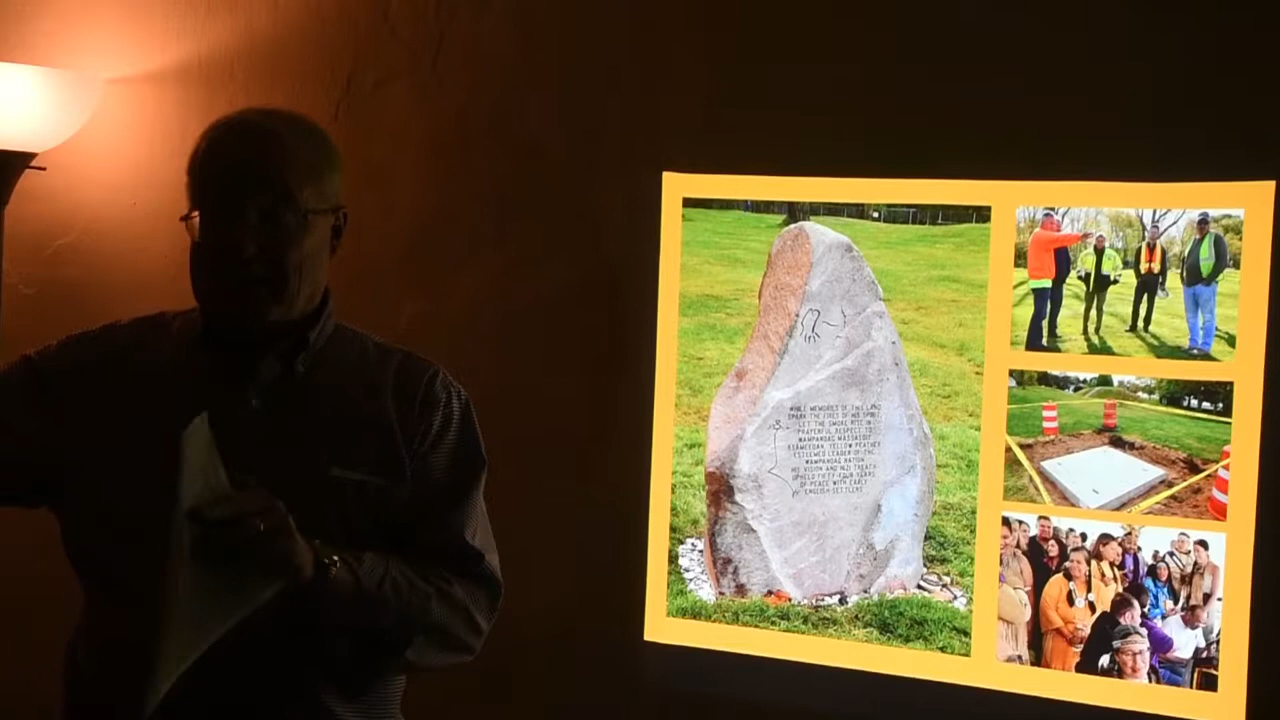 WHILE MEMORIES OF THIS LAND
SPARK THE FIRES OF HIS SPIRIT,
LET THE SMOKE RISE IN
PRAYERFUL RESPECT TO
WAMPANOAG MASSASOIT
8SAMEEQAN, YELLOW FEATHER
ESTEEMED LEADER OF THE
WAMPANOAG NATION.
HIS VISION AND 1621 TREATY
UPHELD FIFTY-FOUR YEARS
OF PEACE WITH EARLY
ENGLISH SETTLERS